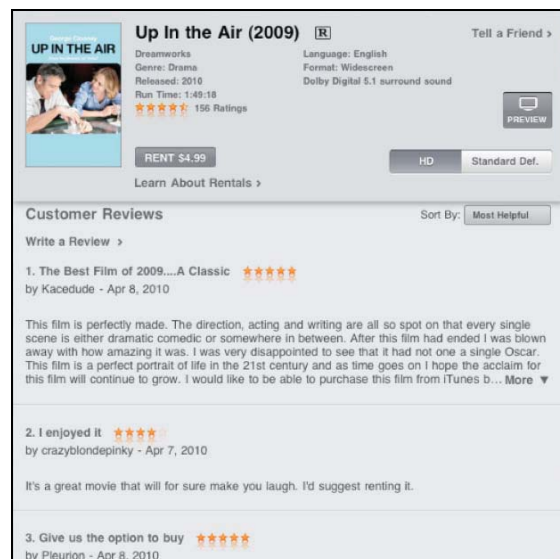 Up In the Air (2009) R
Tell a Friend >
George Clooney
UP IN THE AIR
Dreamworks
Genre: Drama
Released: 2010
Run Time: 1:49:18
156 Ratings
Language: English
Format: Widescreen
Dolby Digital 5.1 surround sound
PREVIEW
RENT $4.99
HD
Standard Def.
Learn About Rentals >
Customer Reviews
Sort By: Most Helpful
Write a Review >
1. The Best Film of 2009....A Classic
by Kacedude - Apr 8, 2010
This film is perfectly made. The direction, acting and writing are all so spot on that every single
scene is either dramatic comedic or somewhere in between. After this film had ended I was blown
away with how amazing it was. I was very disappointed to see that it had not one a single Oscar.
This film is a perfect portrait of life in the 21st century and as time goes on I hope the acclaim for
this film will continue to grow. I would like to be able to purchase this film from iTunes b... More ▼
2. I enjoyed it
by crazyblondepinky - Apr 7, 2010
It's a great movie that will for sure make you laugh. I'd suggest renting it.
3. Give us the option to buy
by Pleurion - Apr 8, 2010